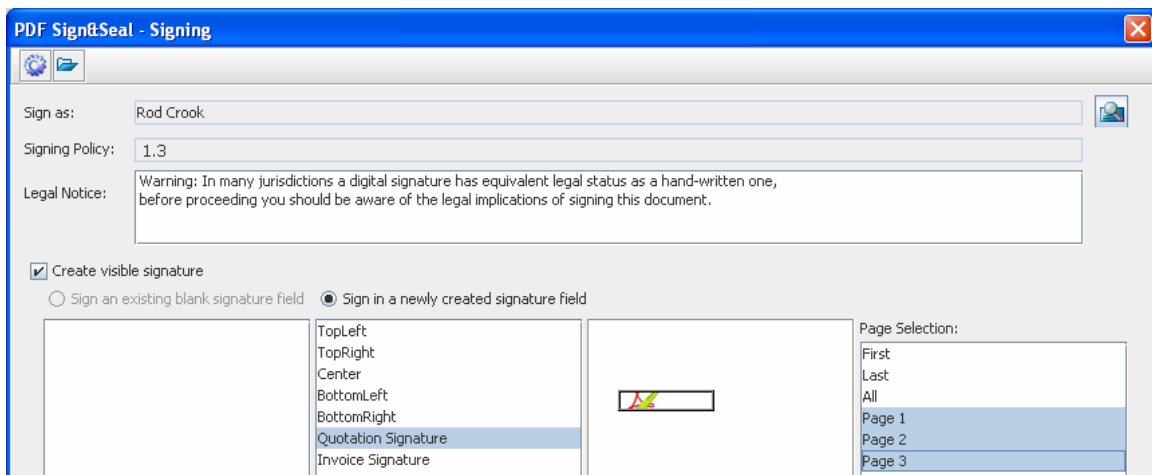 PDF Sign&Seal - Signing
Sign as:
Rod Crook
Signing Policy:
1.3
Legal Notice:
Warning: In many jurisdictions a digital signature has equivalent legal status as a hand-written one,
before proceeding you should be aware of the legal implications of signing this document.
Create visible signature
Sign an existing blank signature field
Sign in a newly created signature field
TopLeft
TopRight
Center
BottomLeft
BottomRight
Quotation Signature
Invoice Signature
Page Selection:
First
Last
All
Page 1
Page 2
Page 3